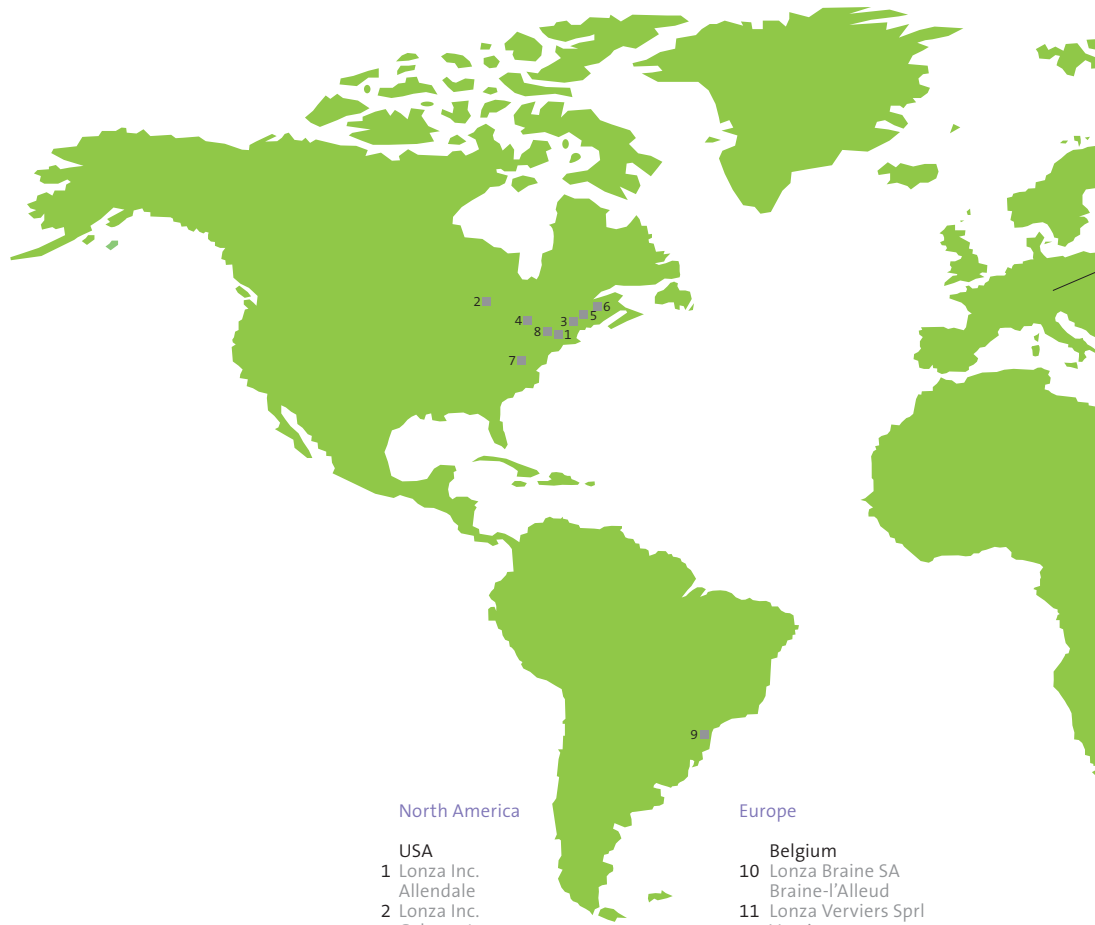 2
6
5
3
4
8
1
7
9
North America
USA
1 Lonza Inc.
Allendale
2 Lonza Inc.
Europe
Belgium
10 Lonza Braine SA
Braine-l'Alleud
11 Lonza Verviers Sprl